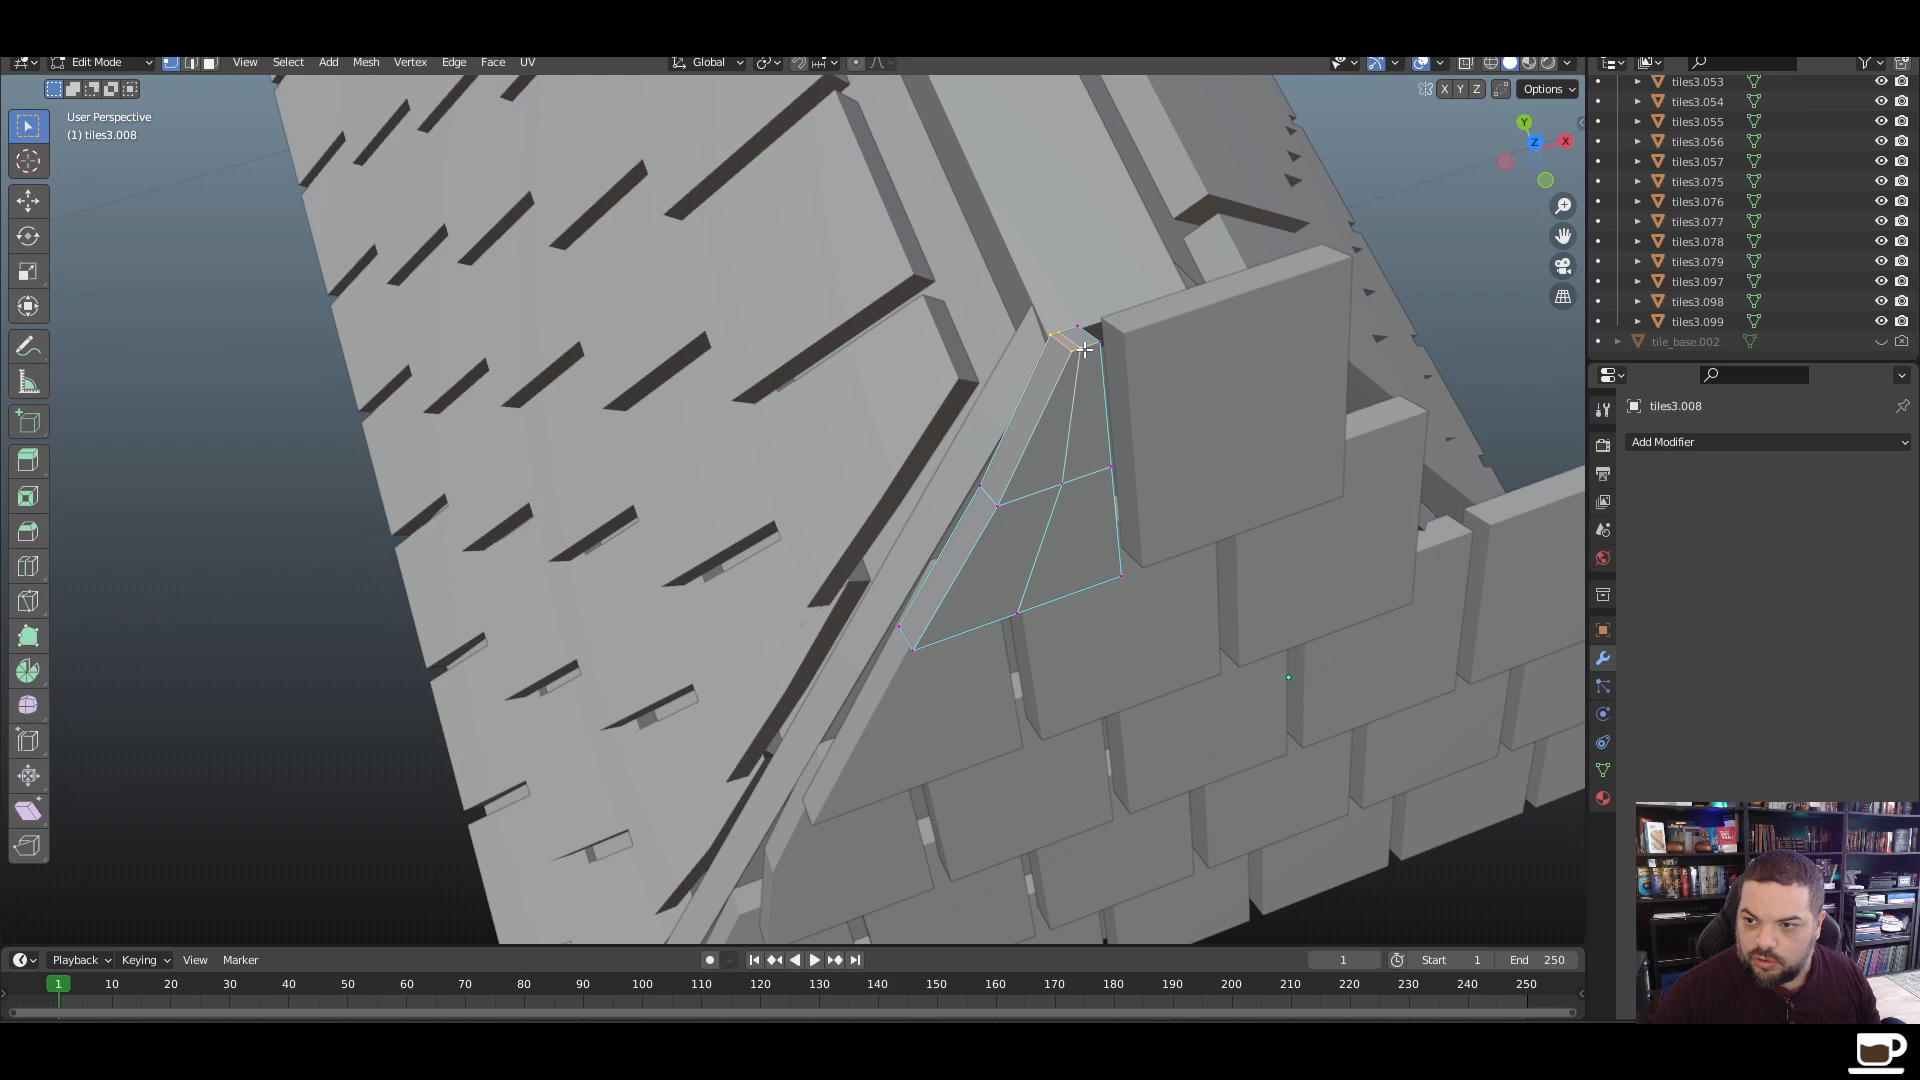 Edit Mode View Select Add Mesh Vertex Edge Face UV Global
X Y Z Options
User Perspective
(1) tiles3.008
Y
Z
X
tiles3.053
tiles3.054
tiles3.055
tiles3.056
tiles3.057
tiles3.075
tiles3.076
tiles3.077
tiles3.078
tiles3.079
tiles3.097
tiles3.098
tiles3.099
tile_base.002
tiles3.008
Add Modifier
Playback Keying View Marker 1 Start 1 End 250
1 10 20 30 40 50 60 70 80 90 100 110 120 130 140 150 160 170 180 190 200 210 220 230 240 250